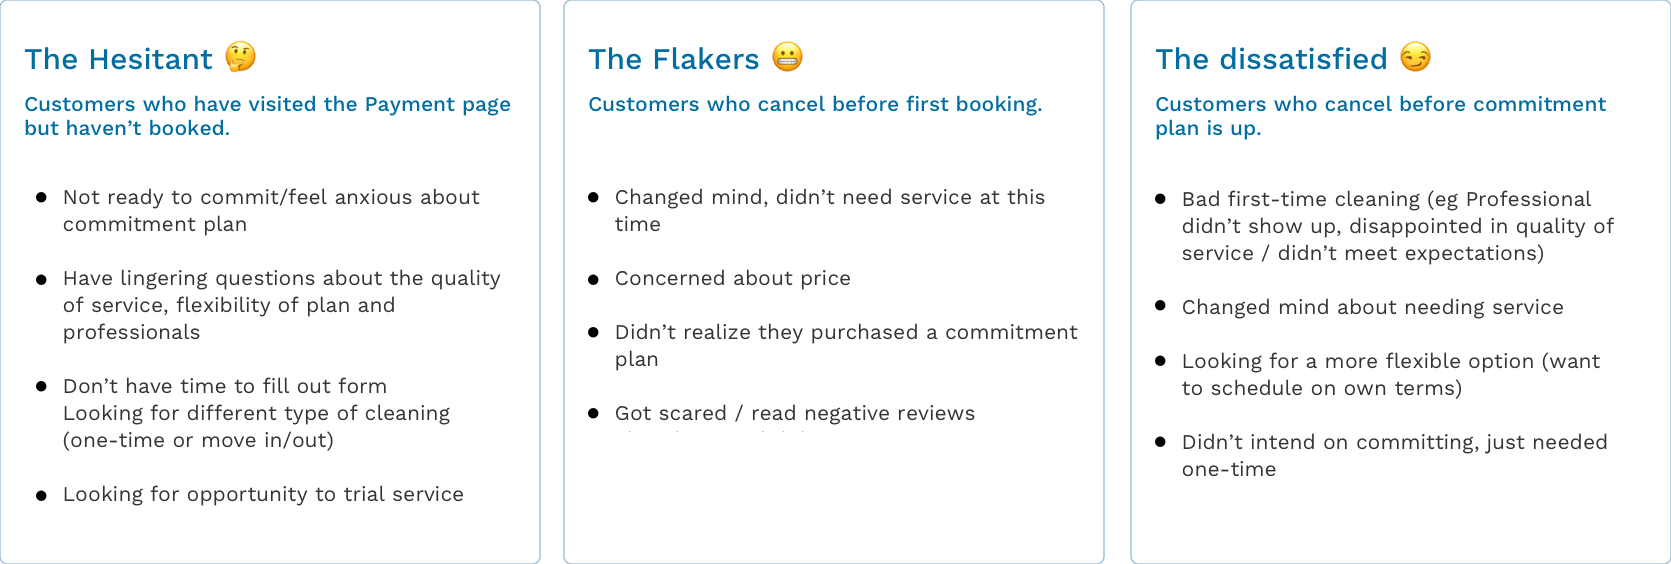 The Hesitant 🤔
Customers who have visited the Payment page
but haven’t booked.
Not ready to commit/feel anxious about
commitment plan
Have lingering questions about the quality
of service, flexibility of plan and
professionals
Don’t have time to fill out form
Looking for different type of cleaning
(one-time or move in/out)
Looking for opportunity to trial service
The Flakers 😬
Customers who cancel before first booking.
Changed mind, didn’t need service at this
time
Concerned about price
Didn’t realize they purchased a commitment
plan
Got scared / read negative reviews
The dissatisfied 😏
Customers who cancel before commitment
plan is up.
Bad first-time cleaning (eg Professional
didn’t show up, disappointed in quality of
service / didn’t meet expectations)
Changed mind about needing service
Looking for a more flexible option (want
to schedule on own terms)
Didn’t intend on committing, just needed
one-time